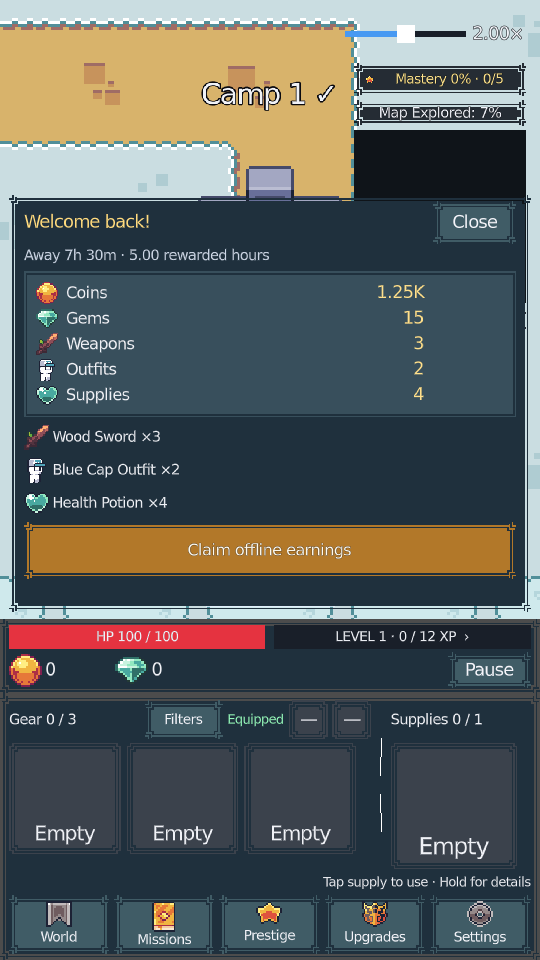 2.00×
Mastery 0% · 0/5
Camp 1 ✓
Map Explored: 7%
Welcome back!
Close
Away 7h 30m · 5.00 rewarded hours
Coins 1.25K
Gems 15
Weapons 3
Outfits 2
Supplies 4
Wood Sword ×3
Blue Cap Outfit ×2
Health Potion ×4
Claim offline earnings
HP 100 / 100
LEVEL 1 · 0 / 12 XP ›
0 0 Pause
Gear 0 / 3 Filters Equipped — — Supplies 0 / 1
Empty Empty Empty Empty
Tap supply to use · Hold for details
World Missions Prestige Upgrades Settings